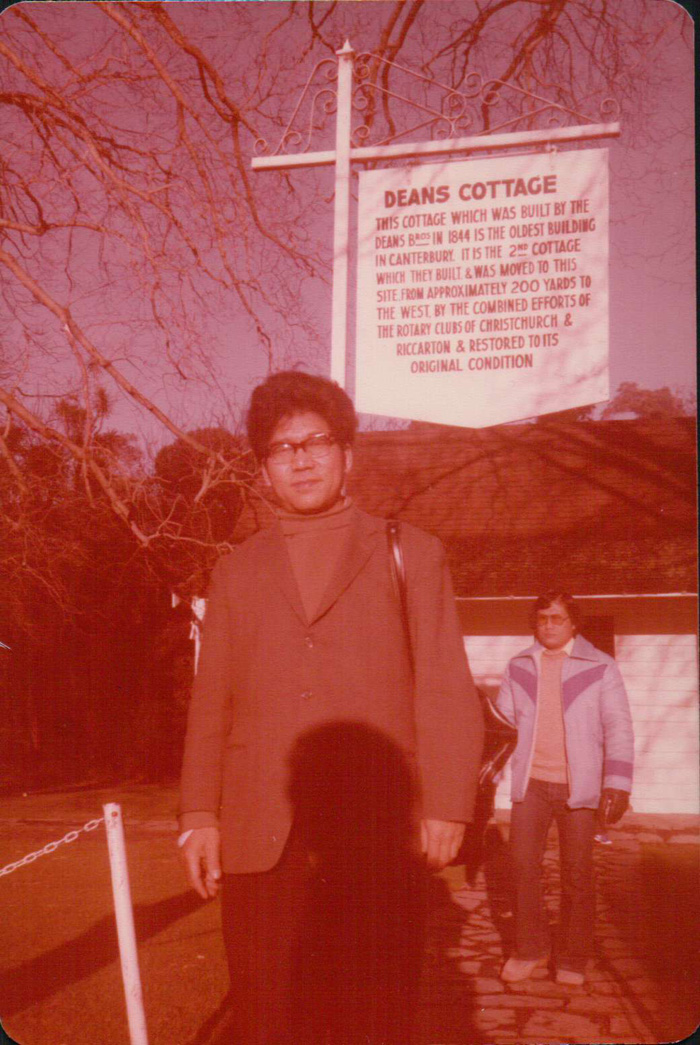 DEANS COTTAGE
THIS COTTAGE WHICH WAS BUILT BY THE
DEANS BROS IN 1844 IS THE OLDEST BUILDING
IN CANTERBURY. IT IS THE 2ND COTTAGE
WHICH THEY BUILT & WAS MOVED TO THIS
SITE, FROM APPROXIMATELY 200 YARDS TO
THE WEST, BY THE COMBINED EFFORTS OF
THE ROTARY CLUBS OF CHRISTCHURCH &
RICCARTON & RESTORED TO ITS
ORIGINAL CONDITION